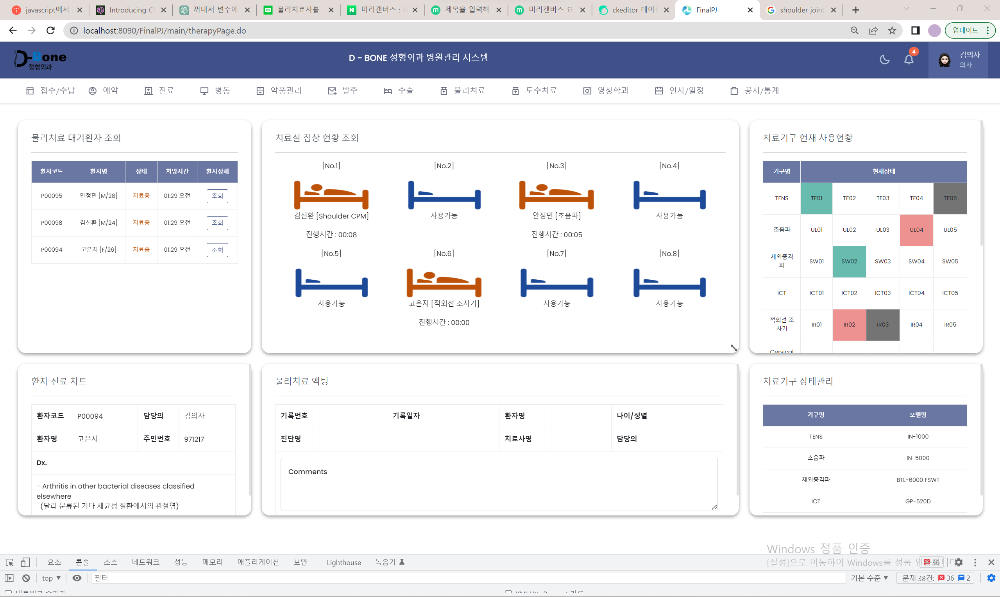 javascript에서
Introducing Ch
꺼내서 변수에
물리치료사를
미리캔버스 : 네
제목을 입력해
미리캔버스 요
ckeditor 데이터
FinalPJ
shoulder joint
localhost:8090/FinalPJ/main/therapyPage.do
업데이트
D-Bone
정형외과
D - BONE 정형외과 병원관리 시스템
4
김의사
의사
접수/수납 예약 진료 병동 약품관리 발주 수술 물리치료 도수치료 영상학과 인사/일정 공지/통계
물리치료 대기환자 조회
환자코드 환자명 상태 처방시간 환자상세
P00095 안정민 [M/28] 치료중 01:29 오전 조회
P00098 김신환 [M/24] 치료중 01:29 오전 조회
P00094 고은지 [F/26] 치료중 01:29 오전 조회
치료실 침상 현황 조회
[No.1] [No.2] [No.3] [No.4]
김신환 [Shoulder CPM] 사용가능 안정민 [초음파] 사용가능
진행시간 : 00:08 진행시간 : 00:05
[No.5] [No.6] [No.7] [No.8]
사용가능 고은지 [적외선 조사기] 사용가능 사용가능
진행시간 : 00:00
치료기구 현재 사용현황
기구명 현재상태
TENS TE01 TE02 TE03 TE04 TE05
초음파 UL01 UL02 UL03 UL04 UL05
체외충격
파 SW01 SW02 SW03 SW04 SW05
ICT ICT01 ICT02 ICT03 ICT04 ICT05
적외선 조
사기 IR01 IR02 IR03 IR04 IR05
Cervical
환자 진료 차트
환자코드 P00094 담당의 김의사
환자명 고은지 주민번호 971217
Dx.
- Arthritis in other bacterial diseases classified
elsewhere
(달리 분류된 기타 세균성 질환에서의 관절염)
물리치료 액팅
기록번호 기록일자 환자명 나이/성별
진단명 치료사명 담당의
Comments
치료기구 상태관리
기구명 모델명
TENS IN-1000
초음파 IN-5000
체외충격파 BTL-6000 FSWT
ICT GP-520D
Windows 정품 인증
[설정]으로 이동하여 Windows를 정품 인증합니다
요소 콘솔 소스 네트워크 성능 메모리 애플리케이션 보안 Lighthouse 녹음기 36
top ▼ 필터 기본 수준 ▼ 문제 38건: 36 2